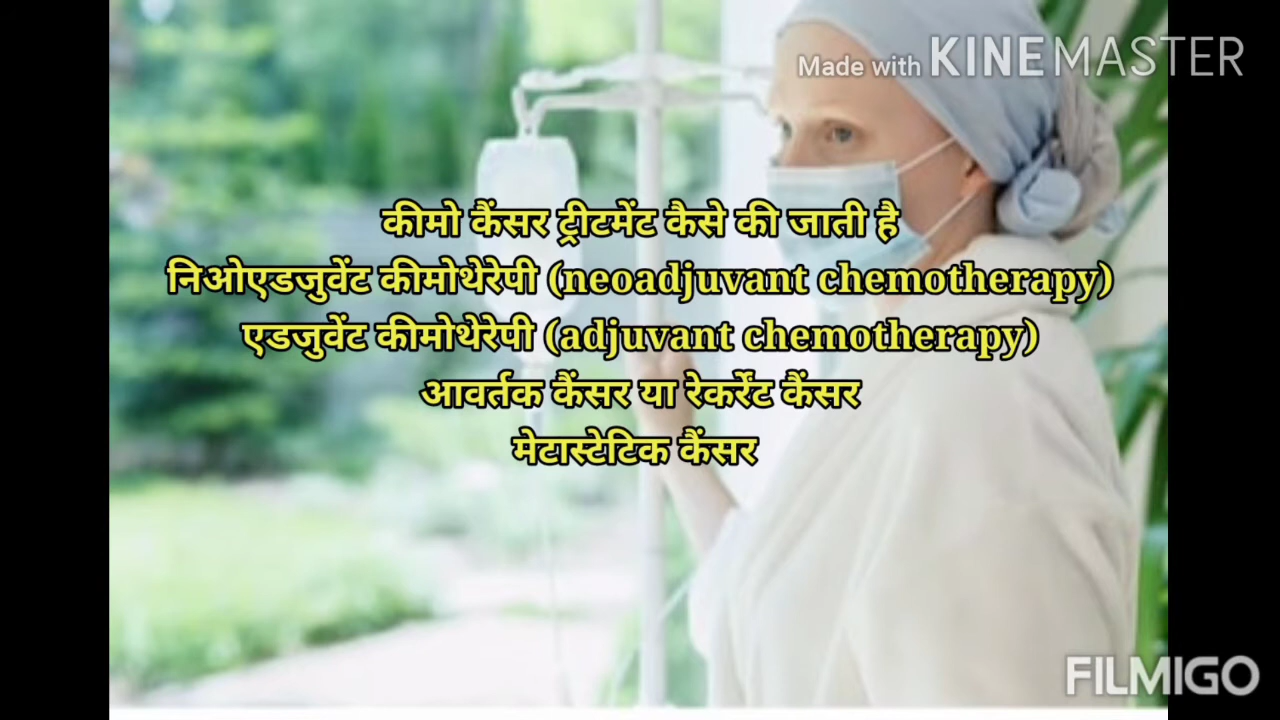 Made with KINEMASTER
कीमो कैंसर ट्रीटमेंट कैसे की जाती है
निओएडजुवेंट कीमोथेरेपी (neoadjuvant chemotherapy)
एडजुवेंट कीमोथेरेपी (adjuvant chemotherapy)
आवर्तक कैंसर या रेकर्रेंट कैंसर
मेटास्टेटिक कैंसर
FILMIGO